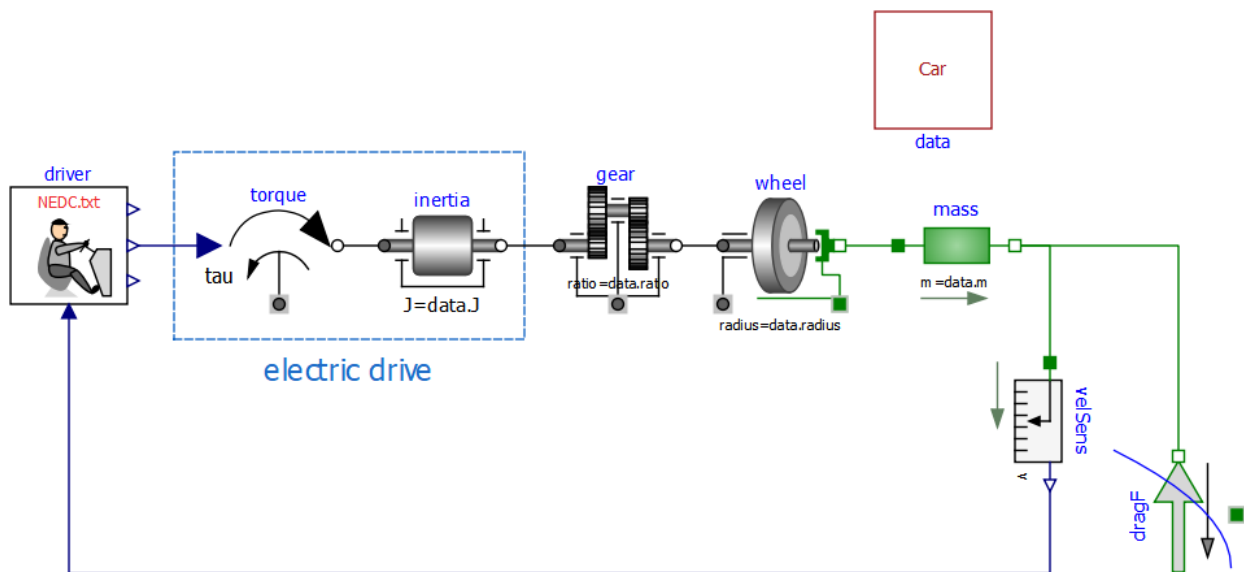 Car
data
driver
NEDC.txt
torque
tau
inertia
J=data.J
electric drive
gear
ratio=data.ratio
wheel
radius=data.radius
mass
m=data.m
velSens
v
dragF